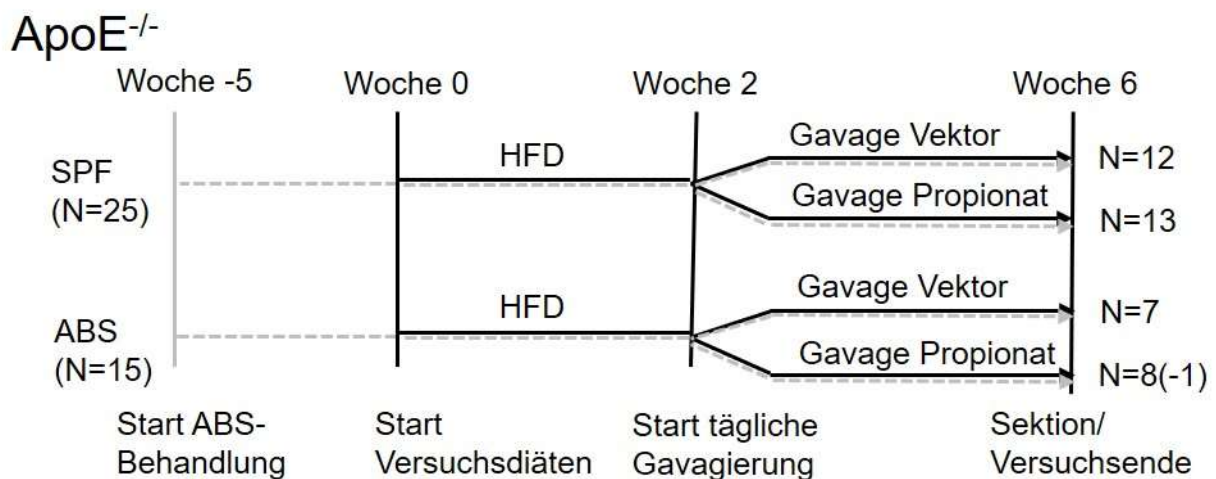 ApoE-/-
Woche -5 Woche 0 Woche 2 Woche 6
Gavage Vektor
HFD
N=12
SPF
(N=25)
Gavage Propionat
N=13
Gavage Vektor
HFD
N=7
ABS
(N=15)
Gavage Propionat
N=8(-1)
Start ABS-
Behandlung
Start
Versuchsdiäten
Start tägliche
Gavagierung
Sektion/
Versuchsende